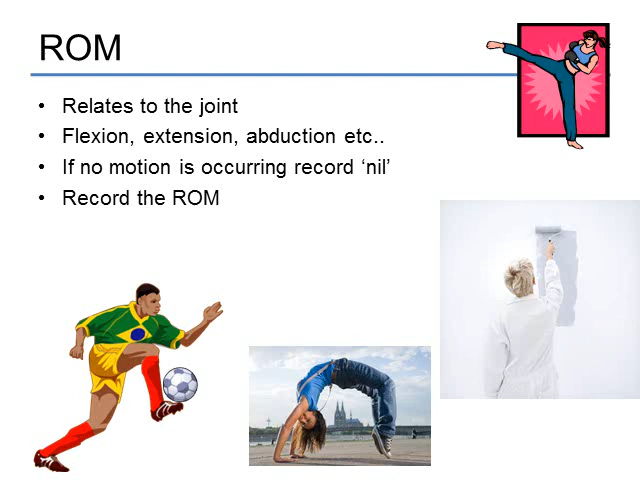 ROM
• Relates to the joint
• Flexion, extension, abduction etc..
• If no motion is occurring record ‘nil’
• Record the ROM